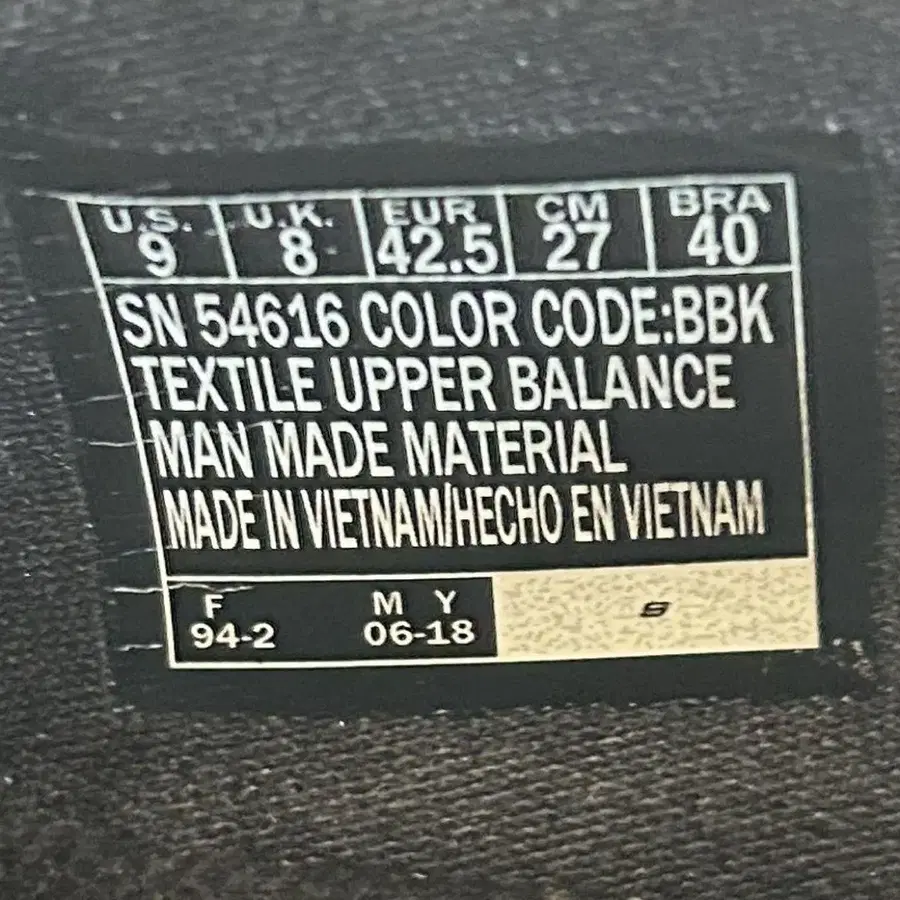 U.S. U.K. EUR CM BRA
9 8 42.5 27 40
SN 54616 COLOR CODE:BBK
TEXTILE UPPER BALANCE
MAN MADE MATERIAL
MADE IN VIETNAM/HECHO EN VIETNAM
F M Y
94-2 06-18
S